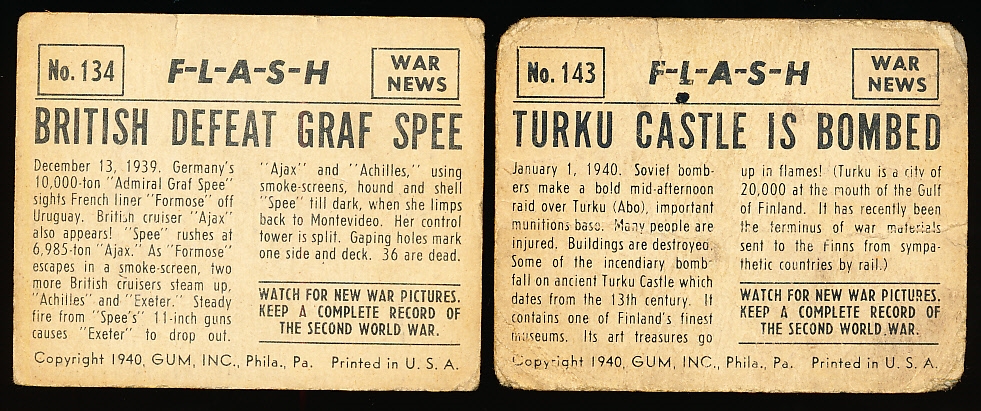 No. 134
F-L-A-S-H
WAR
NEWS
BRITISH DEFEAT GRAF SPEE
December 13, 1939. Germany's
10,000-ton "Admiral Graf Spee"
sights French liner "Formose" off
Uruguay. British cruiser "Ajax"
also appears! "Spee" rushes at
6,985-ton "Ajax." As "Formose"
escapes in a smoke-screen, two
more British cruisers steam up,
"Achilles" and "Exeter." Steady
fire from "Spee's" 11-inch guns
causes "Exeter" to drop out.
"Ajax" and "Achilles," using
smoke-screens, hound and shell
"Spee" till dark, when she limps
back to Montevideo. Her control
tower is split. Gaping holes mark
one side and deck. 36 are dead.
WATCH FOR NEW WAR PICTURES.
KEEP A COMPLETE RECORD OF
THE SECOND WORLD WAR.
Copyright 1940, GUM, INC., Phila., Pa. Printed in U. S. A.
No. 143
F-L-A-S-H
WAR
NEWS
TURKU CASTLE IS BOMBED
January 1, 1940. Soviet bomb-
ers make a bold mid-afternoon
raid over Turku (Abo), important
munitions base. Many people are
injured. Buildings are destroyed.
Some of the incendiary bombs
fall on ancient Turku Castle which
dates from the 13th century. It
contains one of Finland's finest
museums. Its art treasures go
up in flames! (Turku is a city of
20,000 at the mouth of the Gulf
of Finland. It has recently been
the terminus of war materials
sent to the Finns from sympa-
thetic countries by rail.)
WATCH FOR NEW WAR PICTURES.
KEEP A COMPLETE RECORD OF
THE SECOND WORLD WAR.
Copyright 1940, GUM, INC., Phila., Pa. Printed in U. S. A.